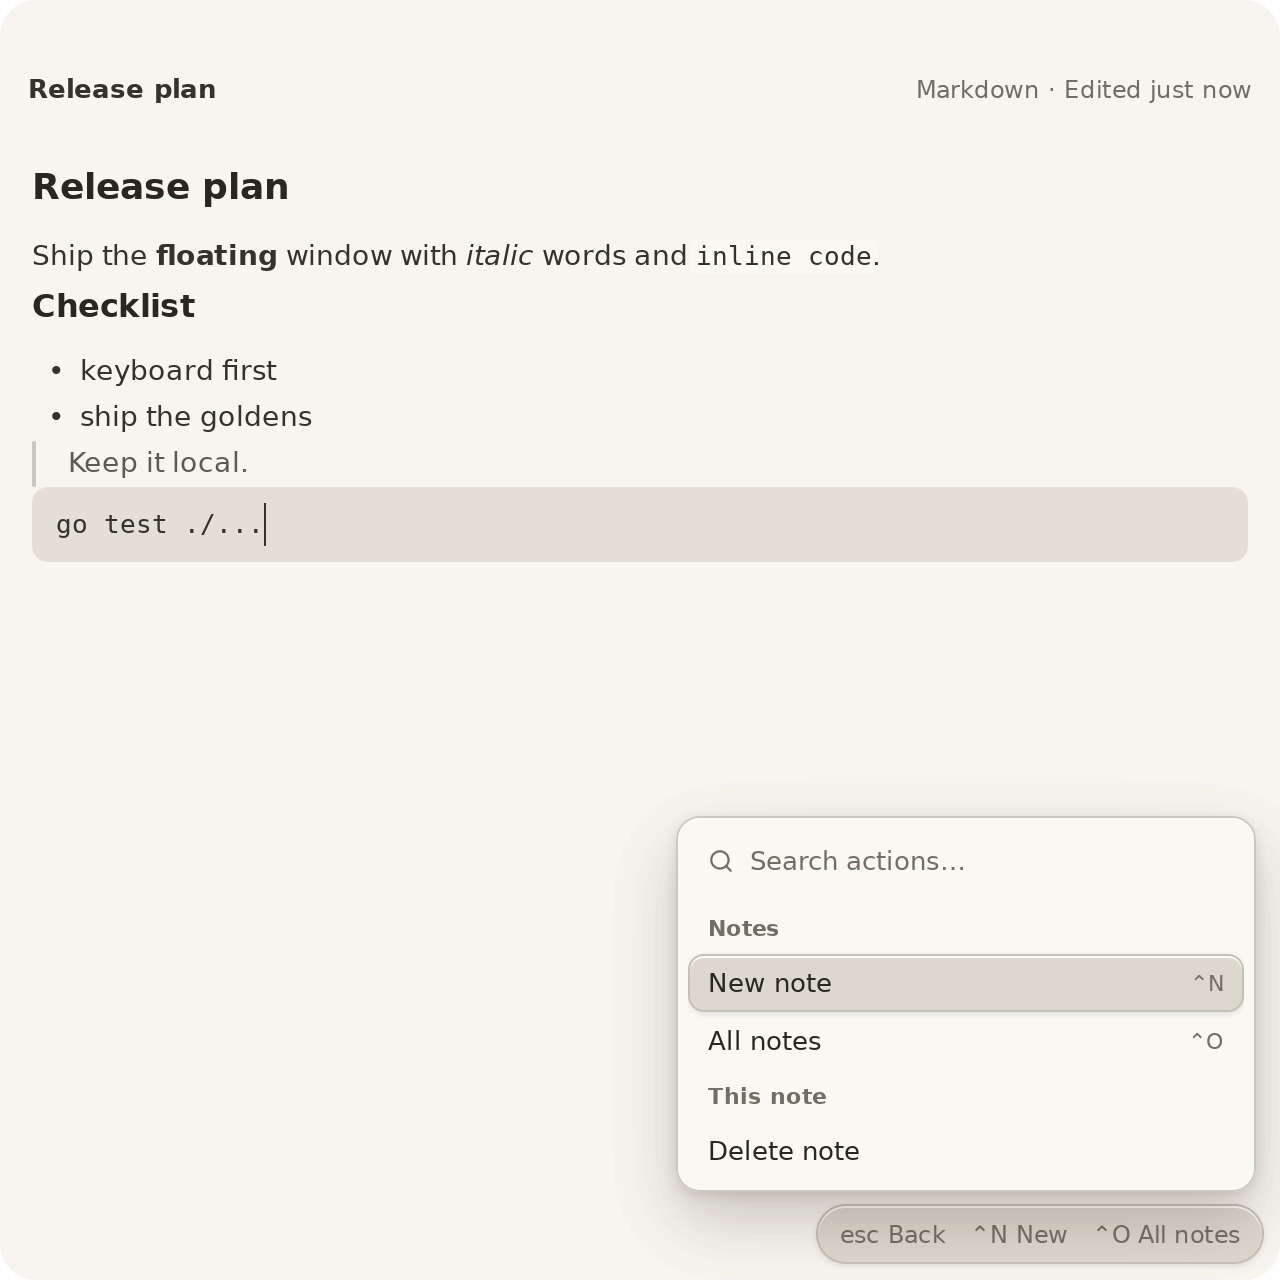 Release plan
Markdown · Edited just now
Release plan
Ship the floating window with italic words and inline code.
Checklist
• keyboard first
• ship the goldens
Keep it local.
go test ./...
Search actions...
Notes
New note ⌃N
All notes ⌃O
This note
Delete note
esc Back ⌃N New ⌃O All notes